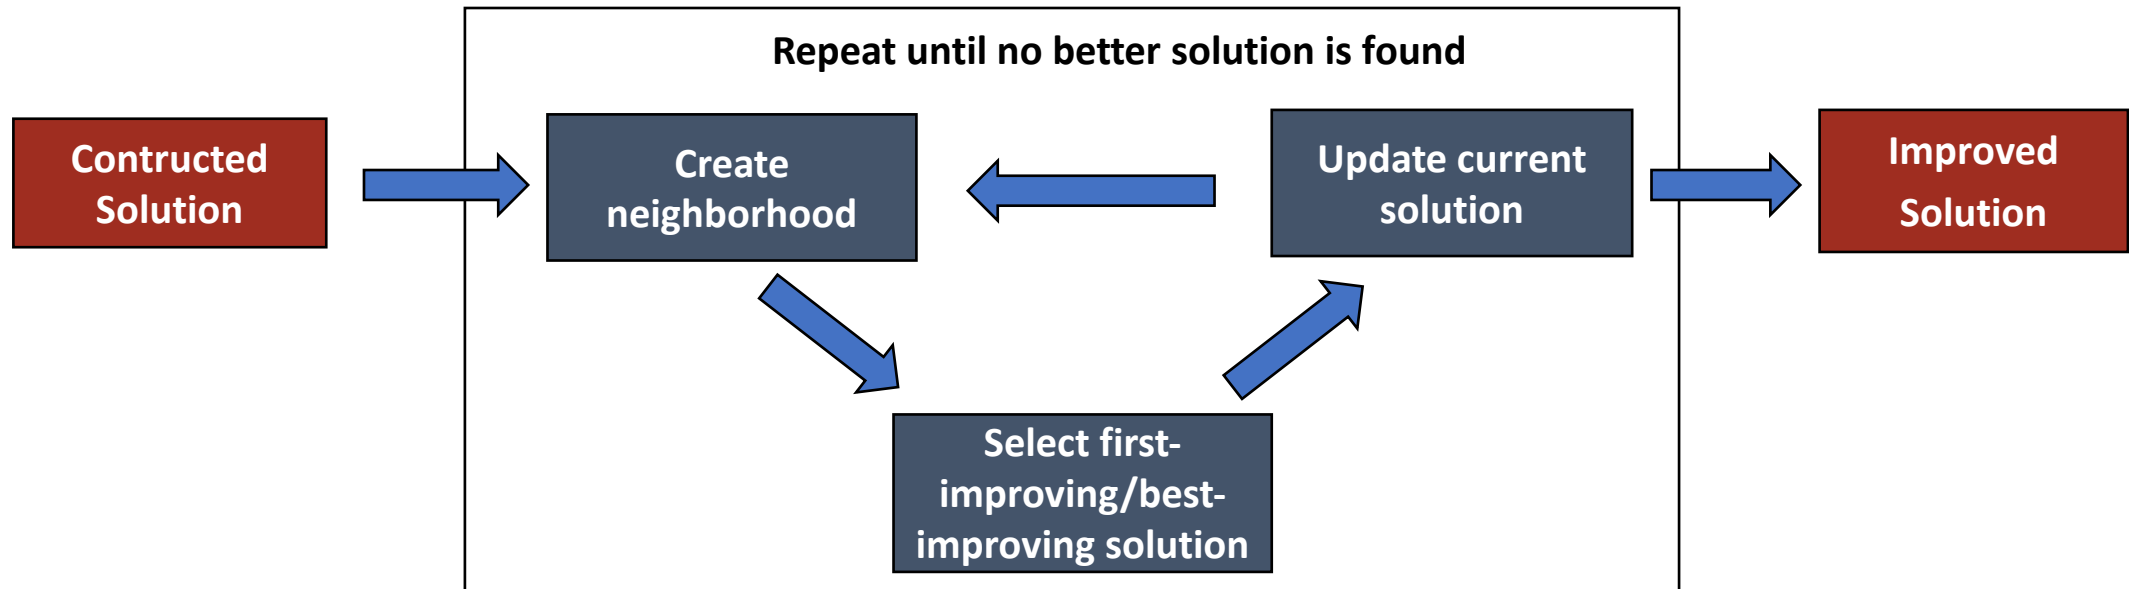 Repeat until no better solution is found
Contructed
Solution
Create
neighborhood
Update current
solution
Improved
Solution
Select first-
improving/best-
improving solution